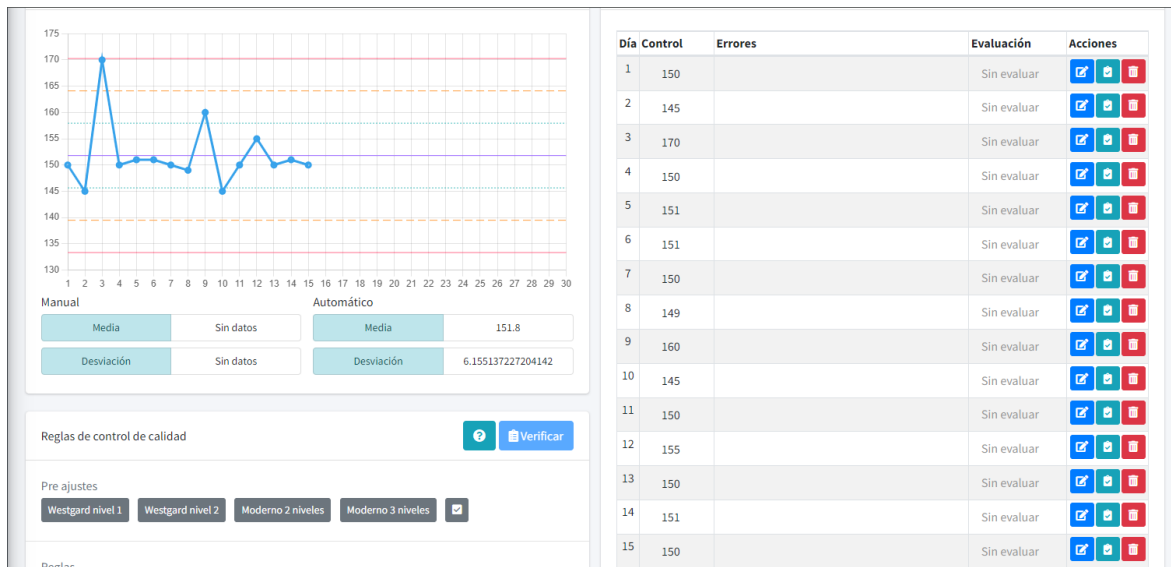 175
170
165
160
155
150
145
140
135
130
1 2 3 4 5 6 7 8 9 10 11 12 13 14 15 16 17 18 19 20 21 22 23 24 25 26 27 28 29 30
Manual
Media Sin datos
Desviación Sin datos
Automático
Media 151.8
Desviación 6.155137227204142
Reglas de control de calidad
? Verificar
Pre ajustes
Westgard nivel 1 Westgard nivel 2 Moderno 2 niveles Moderno 3 niveles
Reglas
Día Control Errores Evaluación Acciones
1 150 Sin evaluar
2 145 Sin evaluar
3 170 Sin evaluar
4 150 Sin evaluar
5 151 Sin evaluar
6 151 Sin evaluar
7 150 Sin evaluar
8 149 Sin evaluar
9 160 Sin evaluar
10 145 Sin evaluar
11 150 Sin evaluar
12 155 Sin evaluar
13 150 Sin evaluar
14 151 Sin evaluar
15 150 Sin evaluar